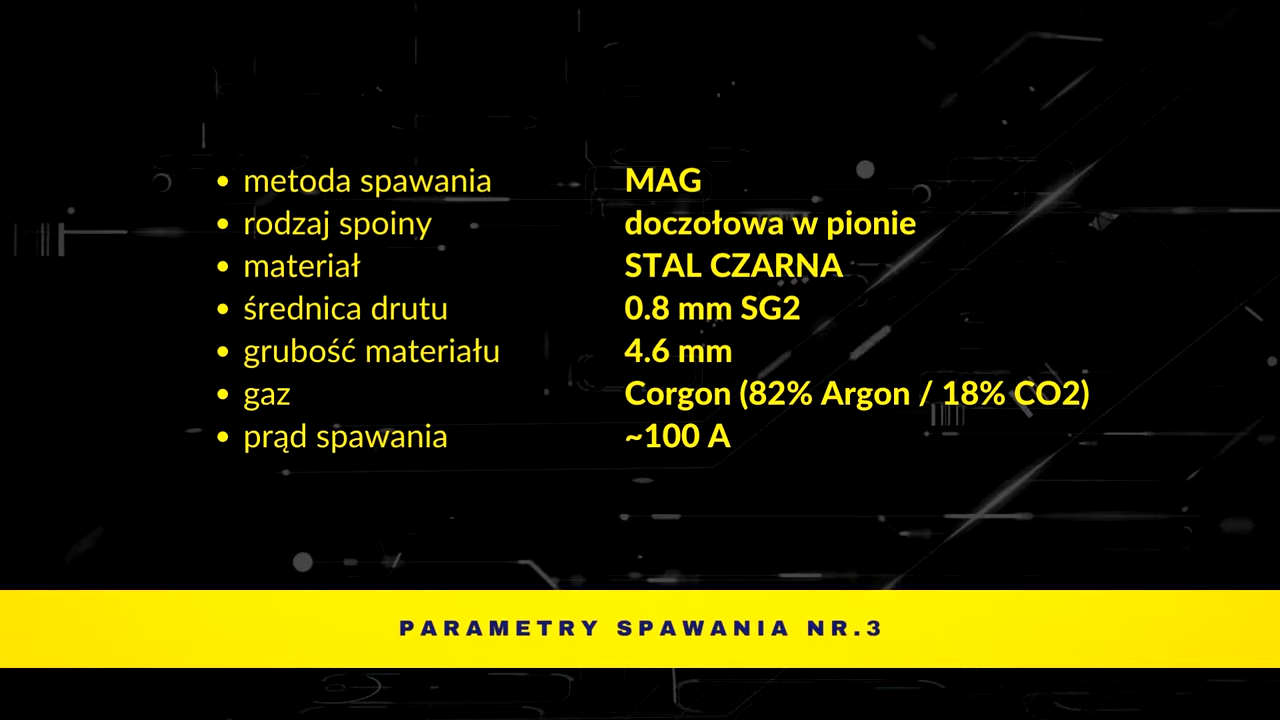 • metoda spawania MAG
• rodzaj spoiny doczołowa w pionie
• materiał STAL CZARNA
• średnica drutu 0.8 mm SG2
• grubość materiału 4.6 mm
• gaz Corgon (82% Argon / 18% CO2)
• prąd spawania ~100 A
PARAMETRY SPAWANIA NR.3